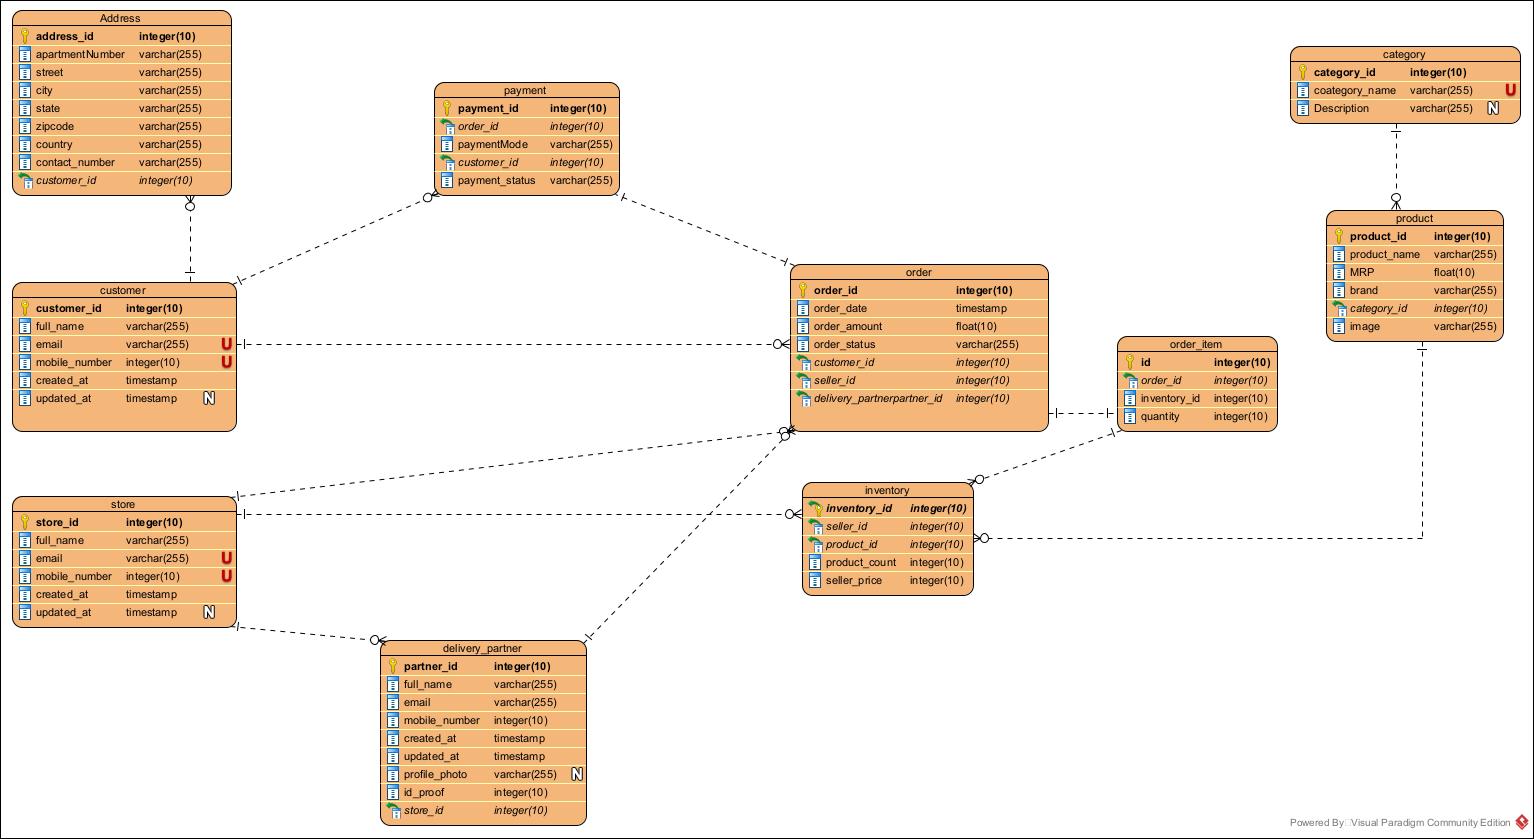 Address
address_id integer(10)
apartmentNumber varchar(255)
street varchar(255)
city varchar(255)
state varchar(255)
zipcode varchar(255)
country varchar(255)
contact_number varchar(255)
customer_id integer(10)
payment
payment_id integer(10)
order_id integer(10)
paymentMode varchar(255)
customer_id integer(10)
payment_status varchar(255)
category
category_id integer(10)
coategory_name varchar(255) U
Description varchar(255) N
product
product_id integer(10)
product_name varchar(255)
MRP float(10)
brand varchar(255)
category_id integer(10)
image varchar(255)
customer
customer_id integer(10)
full_name varchar(255)
email varchar(255) U
mobile_number integer(10) U
created_at timestamp
updated_at timestamp N
order
order_id integer(10)
order_date timestamp
order_amount float(10)
order_status varchar(255)
customer_id integer(10)
seller_id integer(10)
delivery_partnerpartner_id integer(10)
order_item
id integer(10)
order_id integer(10)
inventory_id integer(10)
quantity integer(10)
store
store_id integer(10)
full_name varchar(255)
email varchar(255) U
mobile_number integer(10) U
created_at timestamp
updated_at timestamp N
inventory
inventory_id integer(10)
seller_id integer(10)
product_id integer(10)
product_count integer(10)
seller_price integer(10)
delivery_partner
partner_id integer(10)
full_name varchar(255)
email varchar(255)
mobile_number integer(10)
created_at timestamp
updated_at timestamp
profile_photo varchar(255) N
id_proof integer(10)
store_id integer(10)
Powered By Visual Paradigm Community Edition